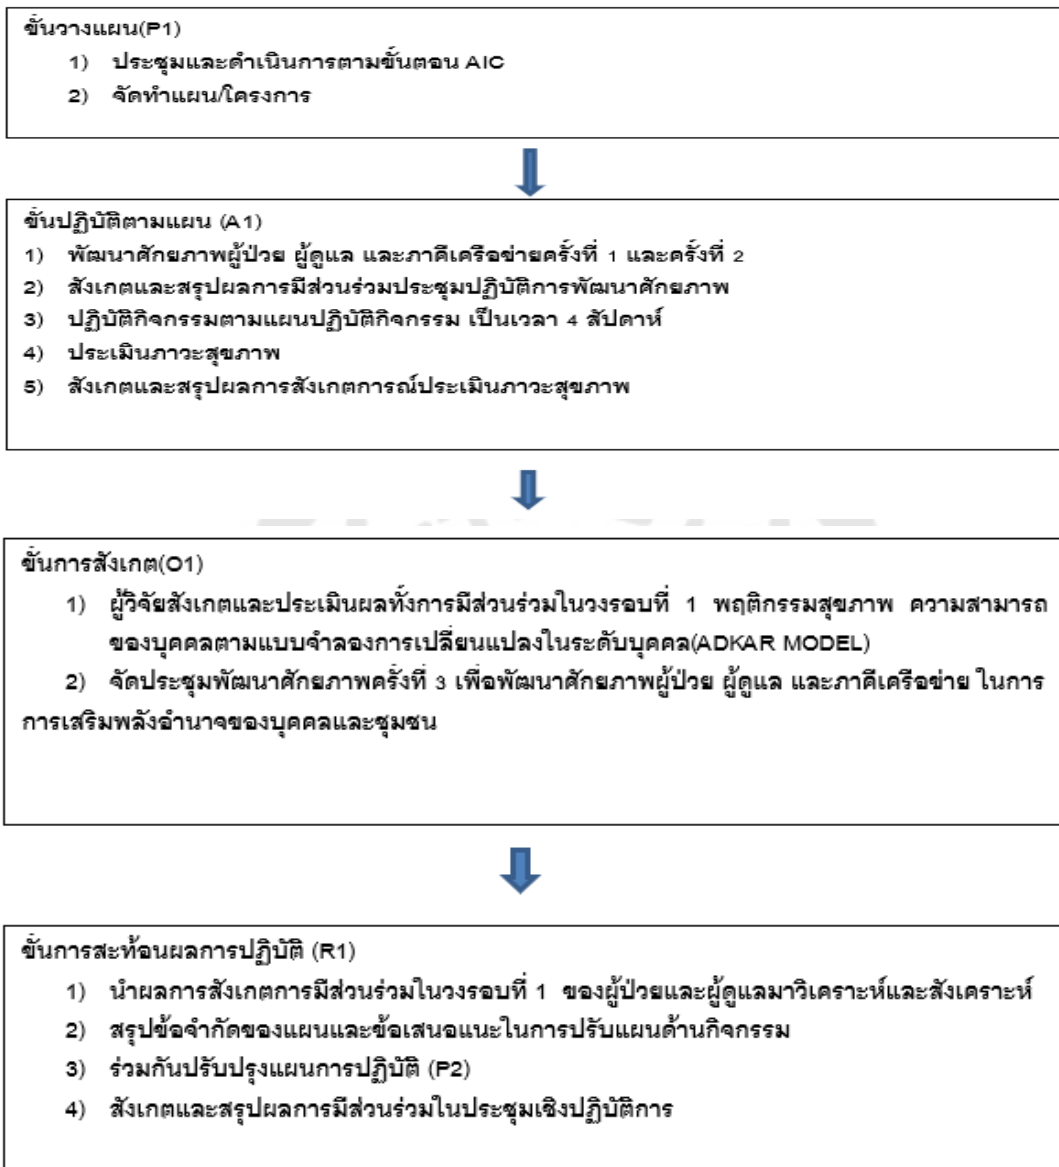 ขั้นวางแผน(P1)
1) ประชุมและดำเนินการตามขั้นตอน AIC
2) จัดทำแผน/โครงการ
ขั้นปฏิบัติตามแผน (A1)
1) พัฒนาศักยภาพผู้ป่วย ผู้ดูแล และภาคีเครือข่ายครั้งที่ 1 และครั้งที่ 2
2) สังเกตและสรุปผลการมีส่วนร่วมประชุมปฏิบัติการพัฒนาศักยภาพ
3) ปฏิบัติกิจกรรมตามแผนปฏิบัติกิจกรรม เป็นเวลา 4 สัปดาห์
4) ประเมินภาวะสุขภาพ
5) สังเกตและสรุปผลการสังเกตการณ์ประเมินภาวะสุขภาพ
ขั้นการสังเกต(O1)
1) ผู้วิจัยสังเกตและประเมินผลทั้งการมีส่วนร่วมในวงรอบที่ 1 พฤติกรรมสุขภาพ ความสามารถ
ของบุคคลตามแบบจำลองการเปลี่ยนแปลงในระดับบุคคล(ADKAR MODEL)
2) จัดประชุมพัฒนาศักยภาพครั้งที่ 3 เพื่อพัฒนาศักยภาพผู้ป่วย ผู้ดูแล และภาคีเครือข่าย ในการ
การเสริมพลังอำนาจของบุคคลและชุมชน
ขั้นการสะท้อนผลการปฏิบัติ (R1)
1) นำผลการสังเกตการมีส่วนร่วมในวงรอบที่ 1 ของผู้ป่วยและผู้ดูแลมาวิเคราะห์และสังเคราะห์
2) สรุปข้อจำกัดของแผนและข้อเสนอแนะในการปรับแผนด้านกิจกรรม
3) ร่วมกันปรับปรุงแผนการปฏิบัติ (P2)
4) สังเกตและสรุปผลการมีส่วนร่วมในประชุมเชิงปฏิบัติการ